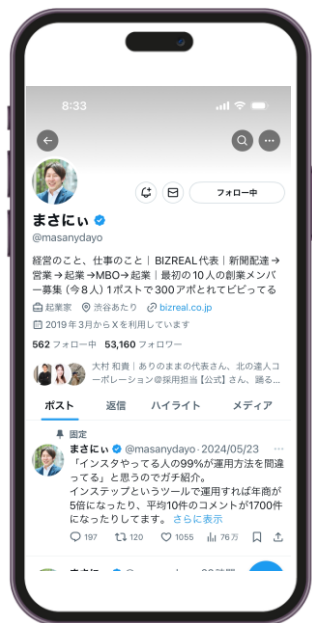 8:33
フォロー中
まさにぃ
@masanydayo
経営のこと、仕事のこと｜BIZREAL代表｜新聞配達→
営業→起業→MBO→起業｜最初の10人の創業メンバ
ー募集（今8人）1ポストで300アポとれてビビってる
起業家 渋谷あたり bizreal.co.jp
2019年3月からXを利用しています
562 フォロー中 53,160 フォロワー
大村 和貴｜ありのままの代表さん、北の達人コ
ーポレーション@採用担当【公式】さん、踊る...
ポスト 返信 ハイライト メディア
固定
まさにぃ @masanydayo·2024/05/23
「インスタやってる人の99%が運用方法を間違
ってる」と思うのでガチ紹介。
インステップというツールで運用すれば年商が
5倍になったり、平均10件のコメントが1700件
になったりしてます。さらに表示
197 120 1055 76万